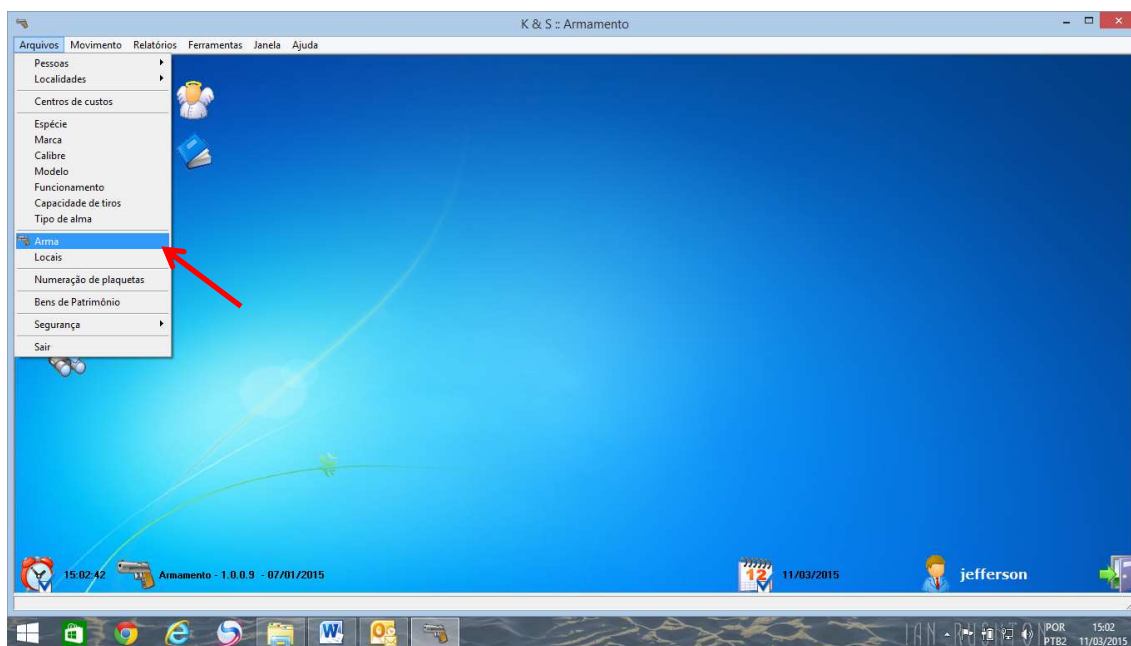 K & S :: Armamento
Arquivos Movimento Relatórios Ferramentas Janela Ajuda
Pessoas
Localidades
Centros de custos
Espécie
Marca
Calibre
Modelo
Funcionamento
Capacidade de tiros
Tipo de alma
Arma
Locais
Numeração de plaquetas
Bens de Patrimônio
Segurança
Sair
15:02:42 Armamento - 1.0.0.9 - 07/01/2015 12 11/03/2015 jefferson
POR 15:02
PTB2 11/03/2015